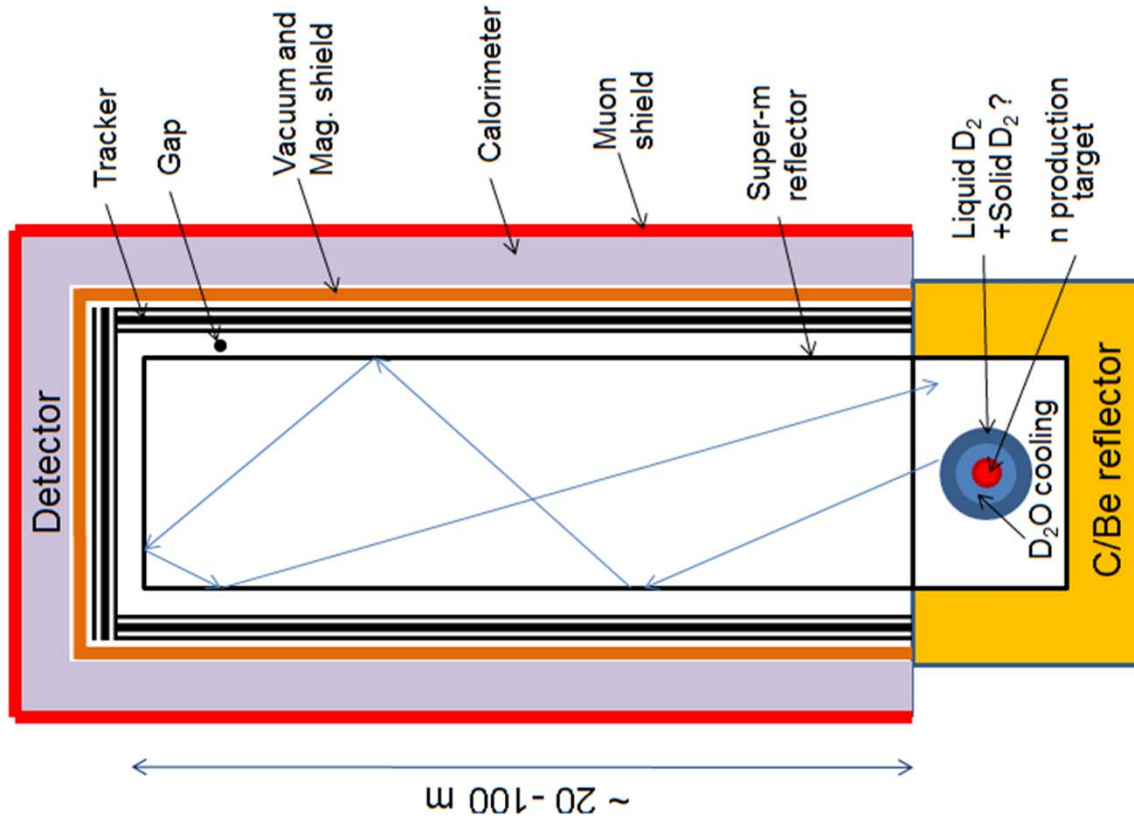 Detector
Tracker
Gap
Vacuum and
Mag. shield
Calorimeter
Muon
shield
Super-m
reflector
Liquid D₂
+Solid D₂ ?
n production
target
D₂O cooling
C/Be reflector
~ 20 -100 m